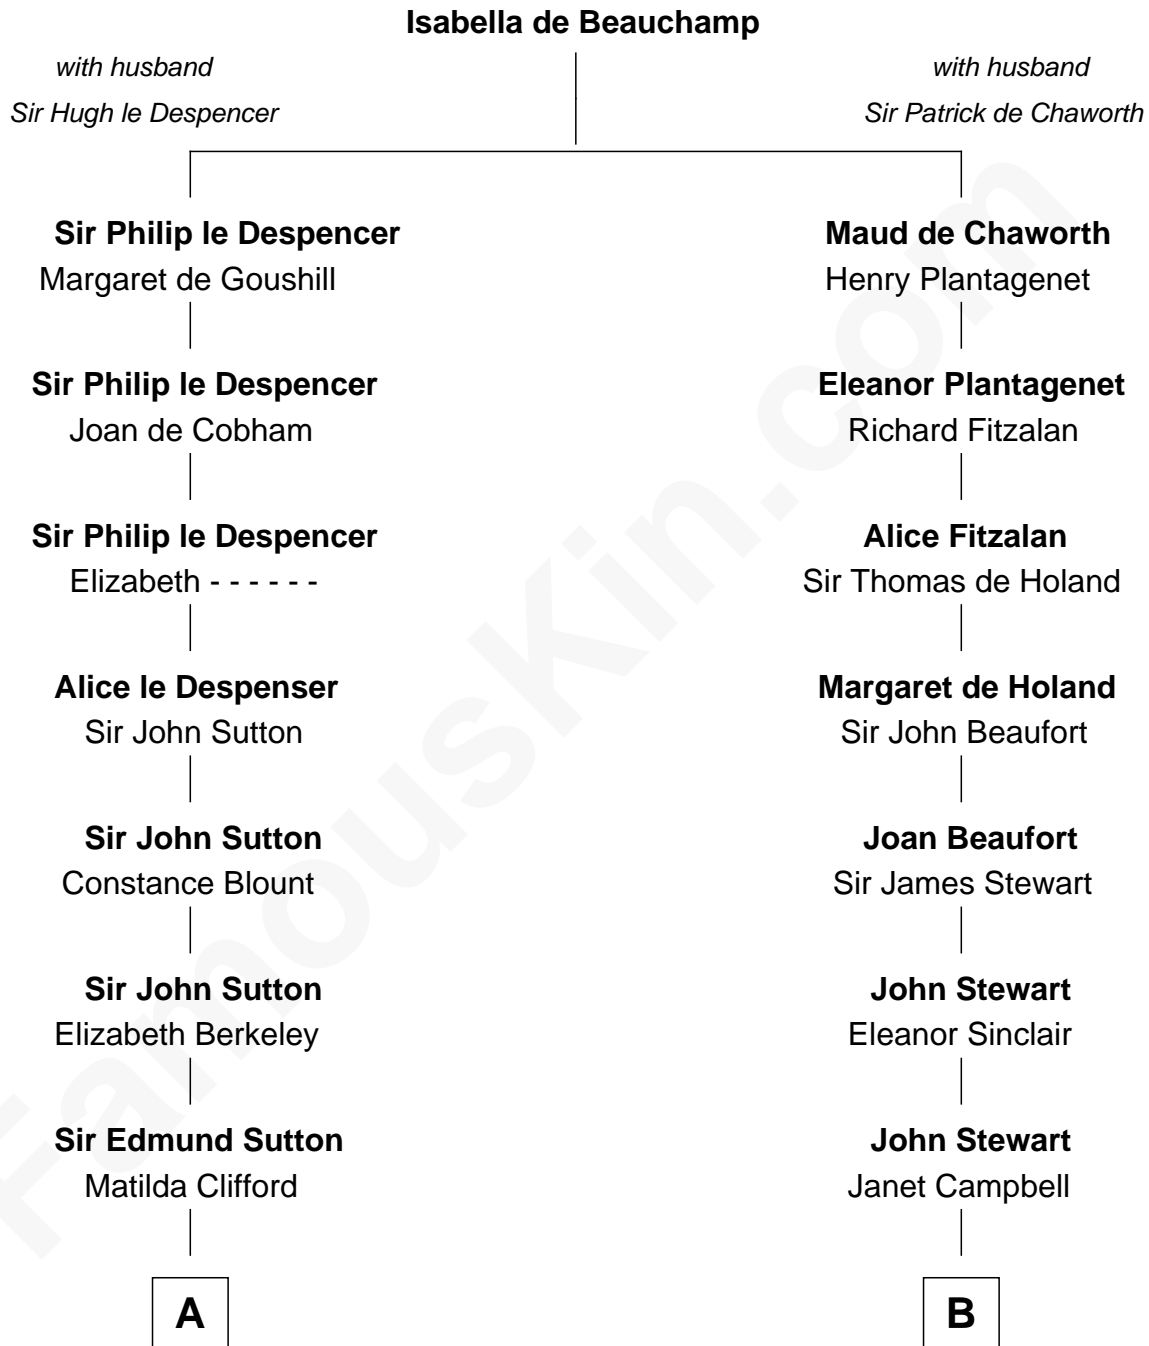 Isabella de Beauchamp
with husband
Sir Hugh le Despencer
with husband
Sir Patrick de Chaworth
Sir Philip le Despencer
Margaret de Goushill
Maud de Chaworth
Henry Plantagenet
Sir Philip le Despencer
Joan de Cobham
Eleanor Plantagenet
Richard Fitzalan
Sir Philip le Despencer
Elizabeth - - - - - -
Alice Fitzalan
Sir Thomas de Holand
Alice le Despenser
Sir John Sutton
Margaret de Holand
Sir John Beaufort
Sir John Sutton
Constance Blount
Joan Beaufort
Sir James Stewart
Sir John Sutton
Elizabeth Berkeley
John Stewart
Eleanor Sinclair
Sir Edmund Sutton
Matilda Clifford
John Stewart
Janet Campbell
A
B
FamousKin.com